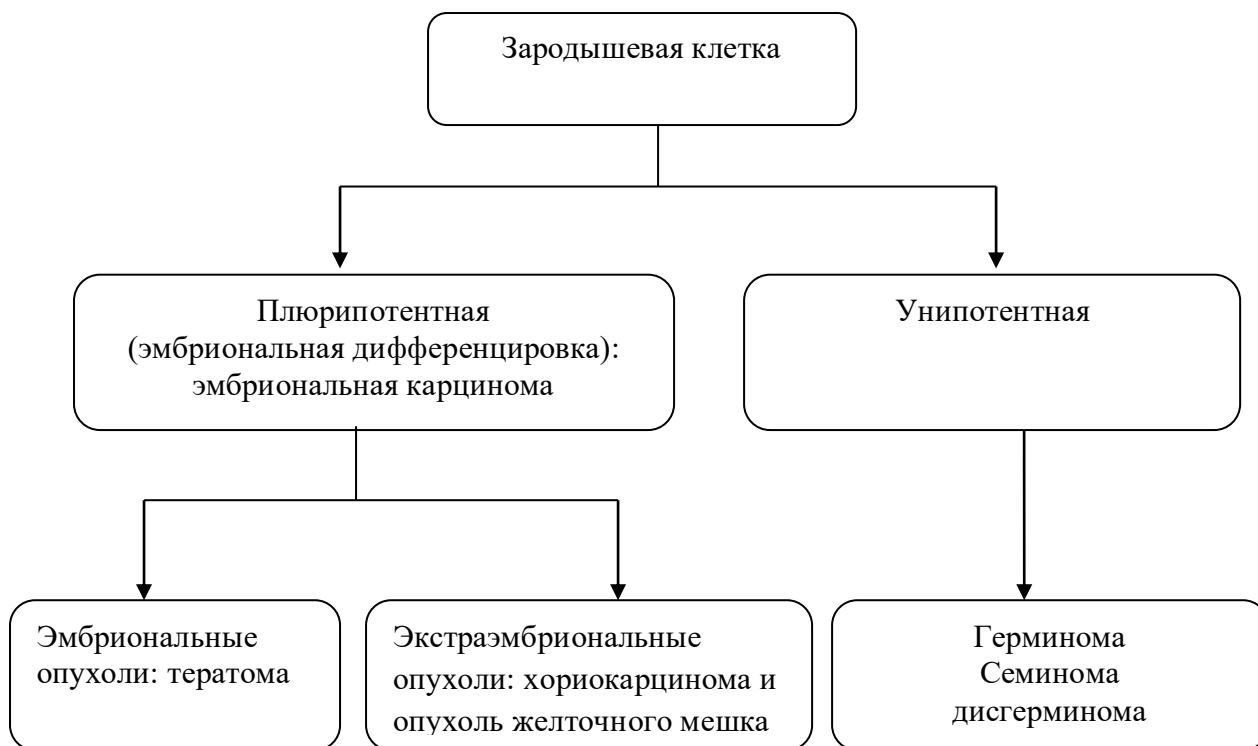 Зародышевая клетка
Плюрипотентная
(эмбриональная дифференцировка):
эмбриональная карцинома
Унипотентная
Эмбриональные
опухоли: тератома
Экстраэмбриональные
опухоли: хориокарцинома и
опухоль желточного мешка
Герминома
Семинома
дисгерминома